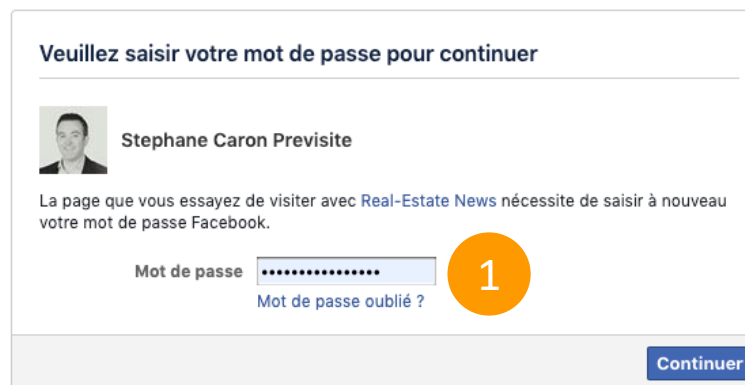 Veuillez saisir votre mot de passe pour continuer
Stephane Caron Previsite
La page que vous essayez de visiter avec Real-Estate News nécessite de saisir à nouveau
votre mot de passe Facebook.
Mot de passe ••••••••••••••••
1
Mot de passe oublié ?
Continuer